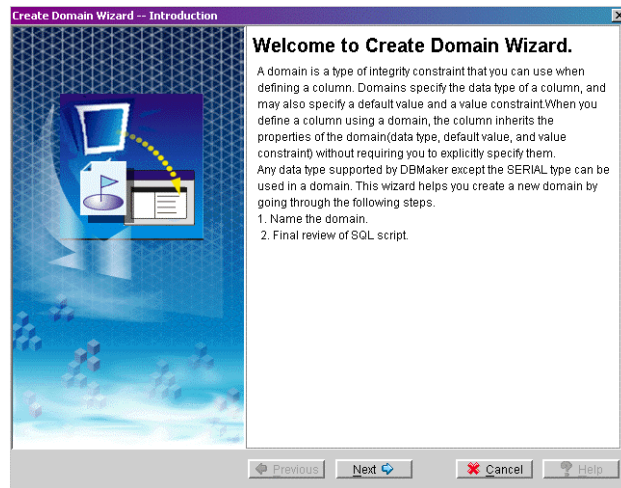 Create Domain Wizard -- Introduction
Welcome to Create Domain Wizard.
A domain is a type of integrity constraint that you can use when
defining a column. Domains specify the data type of a column, and
may also specify a default value and a value constraint.When you
define a column using a domain, the column inherits the
properties of the domain(data type, default value, and value
constraint) without requiring you to explicitly specify them.
Any data type supported by DBMaker except the SERIAL type can be
used in a domain. This wizard helps you create a new domain by
going through the following steps.
1. Name the domain.
2. Final review of SQL script.
Previous Next Cancel Help